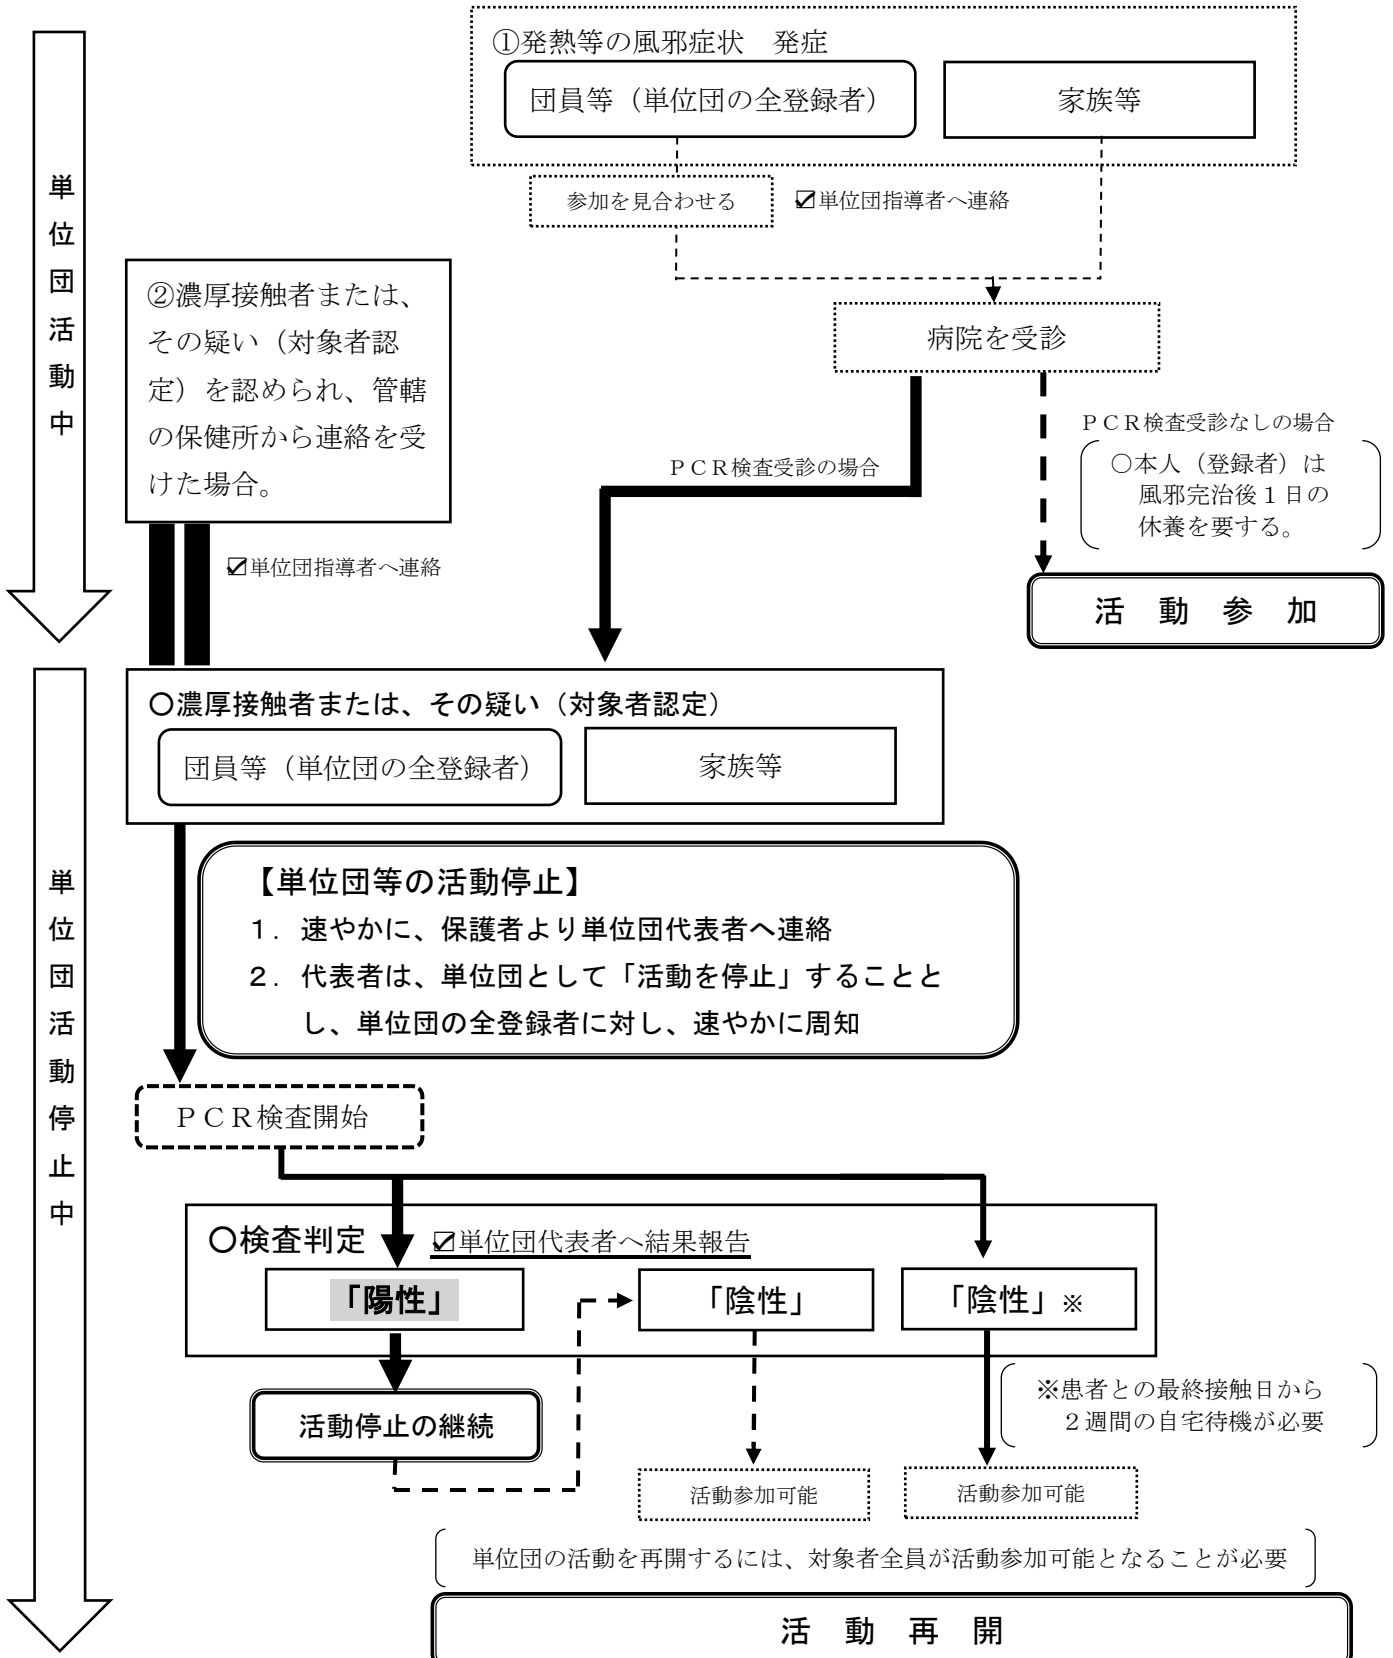 ①発熱等の風邪症状　発症
団員等（単位団の全登録者）
家族等
参加を見合わせる
☑単位団指導者へ連絡
単位団活動中
②濃厚接触者または、
その疑い（対象者認
定）を認められ、管轄
の保健所から連絡を受
けた場合。
病院を受診
ＰＣＲ検査受診なしの場合
○本人（登録者）は
風邪完治後１日の
休養を要する。
ＰＣＲ検査受診の場合
☑単位団指導者へ連絡
活　動　参　加
○濃厚接触者または、その疑い（対象者認定）
団員等（単位団の全登録者）
家族等
単位団活動停止中
【単位団等の活動停止】
１．速やかに、保護者より単位団代表者へ連絡
２．代表者は、単位団として「活動を停止」することと
し、単位団の全登録者に対し、速やかに周知
ＰＣＲ検査開始
○検査判定　☑単位団代表者へ結果報告
「陽性」
「陰性」
「陰性」※
活動停止の継続
※患者との最終接触日から
２週間の自宅待機が必要
活動参加可能
活動参加可能
単位団の活動を再開するには、対象者全員が活動参加可能となることが必要
活　動　再　開